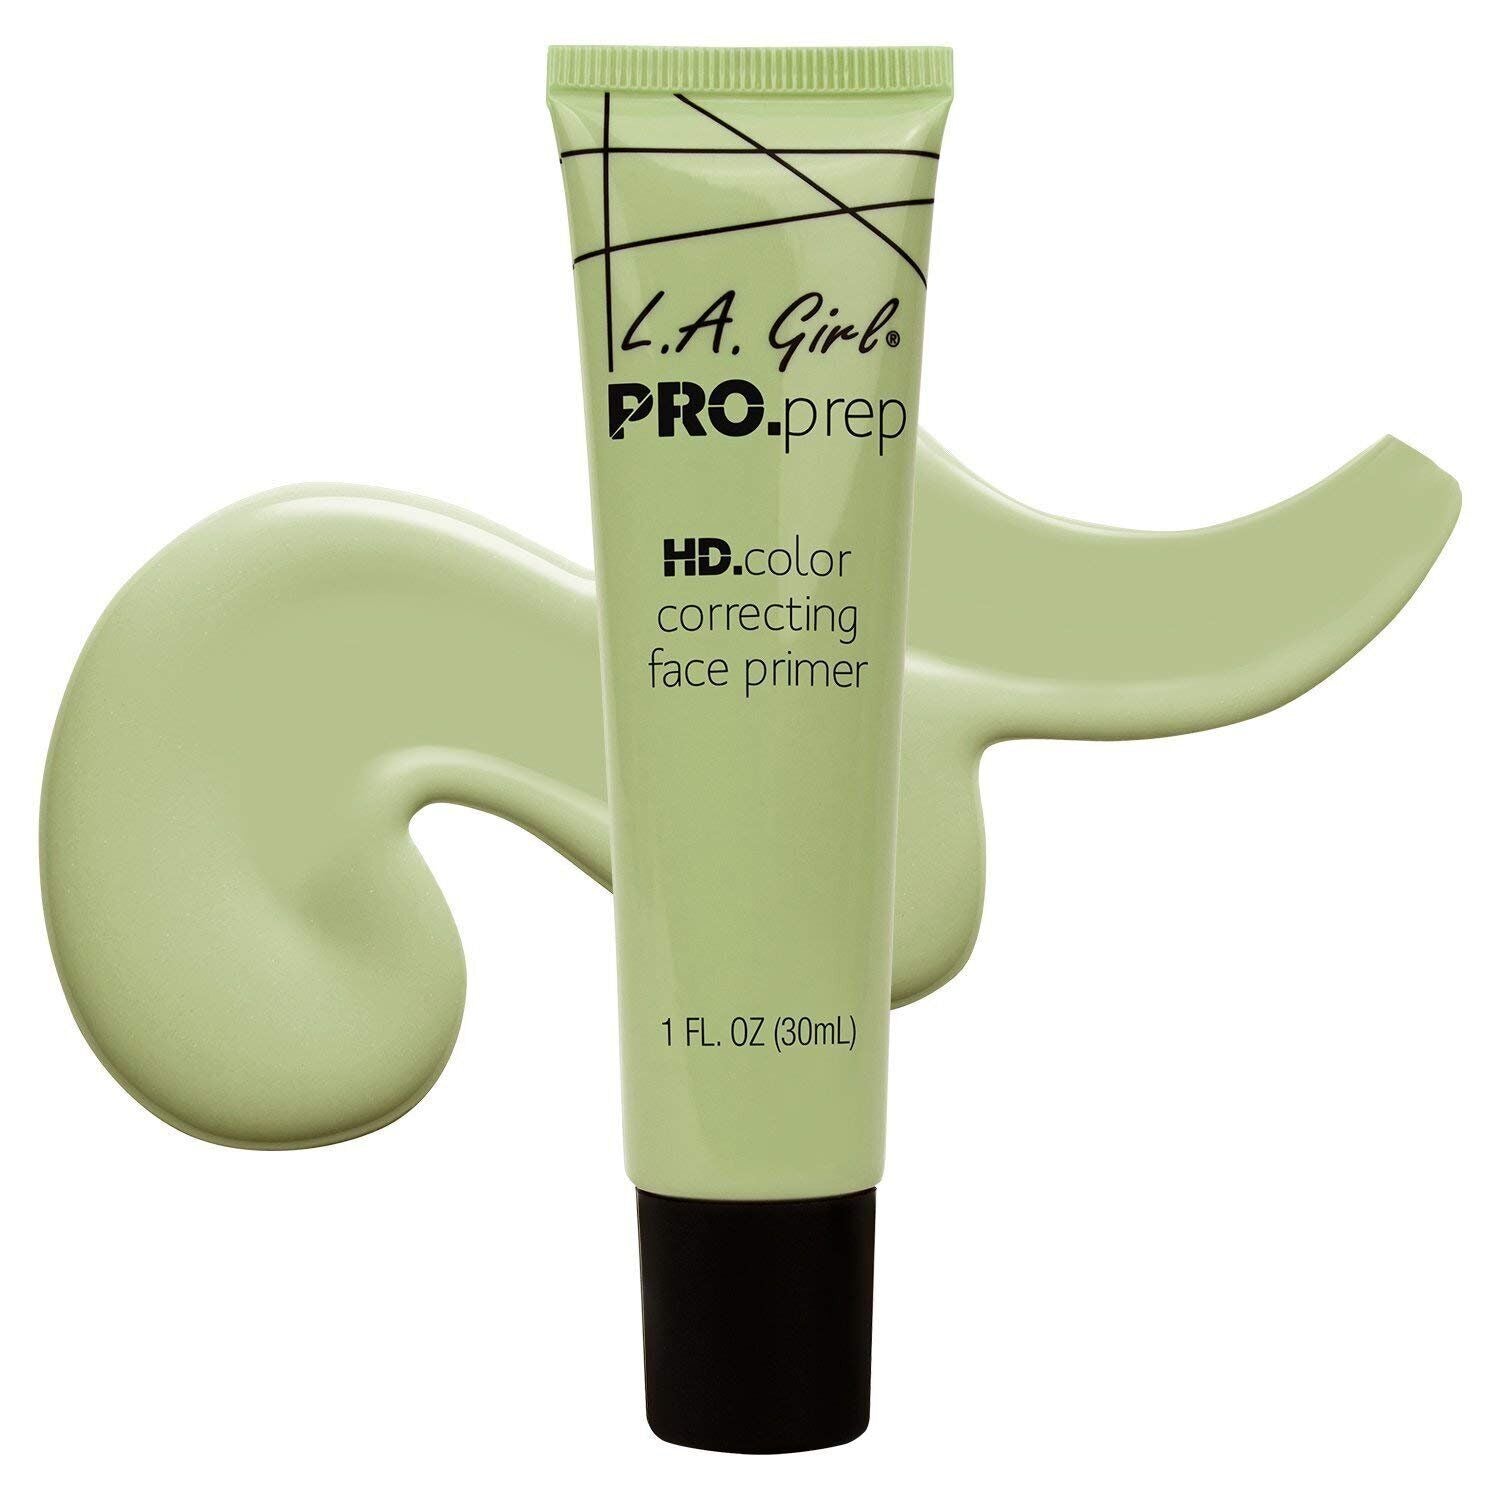 L.A. Girl®
PRO.prep
HD.color
correcting
face primer
1 FL. OZ (30mL)